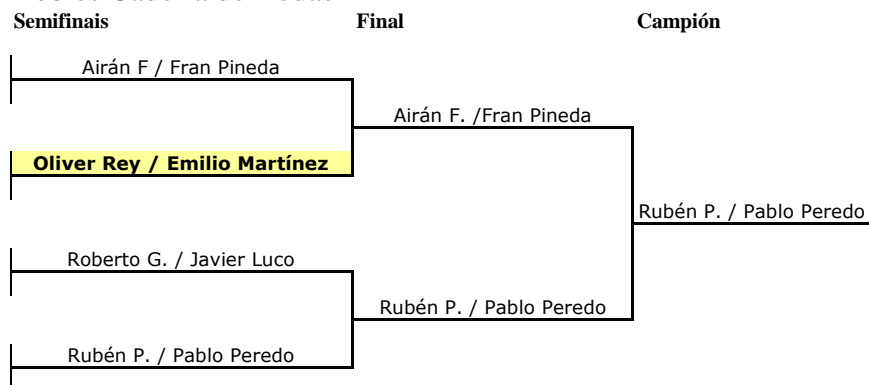 Semifinais Final Campión
Airán F / Fran Pineda
Airán F. /Fran Pineda
Oliver Rey / Emilio Martínez
Rubén P. / Pablo Peredo
Roberto G. / Javier Luco
Rubén P. / Pablo Peredo
Rubén P. / Pablo Peredo